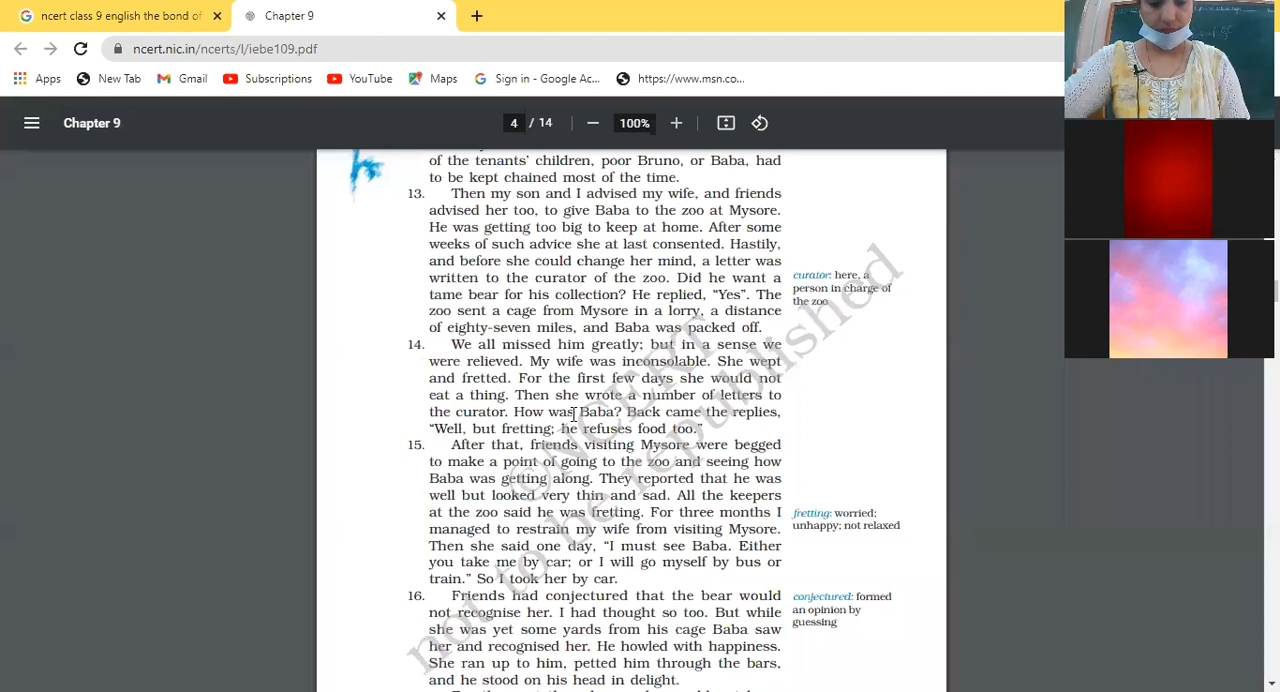 ncert class 9 english the bond of
Chapter 9
ncert.nic.in/ncerts/l/iebe109.pdf
Apps
New Tab
Gmail
Subscriptions
YouTube
Maps
Sign in - Google Ac...
https://www.msn.co...
Chapter 9
4 / 14
100%
of the tenants' children, poor Bruno, or Baba, had
to be kept chained most of the time.
13. Then my son and I advised my wife, and friends
advised her too, to give Baba to the zoo at Mysore.
He was getting too big to keep at home. After some
weeks of such advice she at last consented. Hastily,
and before she could change her mind, a letter was
written to the curator of the zoo. Did he want a
tame bear for his collection? He replied, “Yes”. The
zoo sent a cage from Mysore in a lorry, a distance
of eighty-seven miles, and Baba was packed off.
curator: here, a
person in charge of
the zoo
14. We all missed him greatly; but in a sense we
were relieved. My wife was inconsolable. She wept
and fretted. For the first few days she would not
eat a thing. Then she wrote a number of letters to
the curator. How was Baba? Back came the replies,
“Well, but fretting; he refuses food too.”
15. After that, friends visiting Mysore were begged
to make a point of going to the zoo and seeing how
Baba was getting along. They reported that he was
well but looked very thin and sad. All the keepers
at the zoo said he was fretting. For three months I
managed to restrain my wife from visiting Mysore.
Then she said one day, “I must see Baba. Either
you take me by car; or I will go myself by bus or
train.” So I took her by car.
fretting: worried;
unhappy; not relaxed
16. Friends had conjectured that the bear would
not recognise her. I had thought so too. But while
she was yet some yards from his cage Baba saw
her and recognised her. He howled with happiness.
She ran up to him, petted him through the bars,
and he stood on his head in delight.
conjectured: formed
an opinion by
guessing
©NCERT
not to be republished